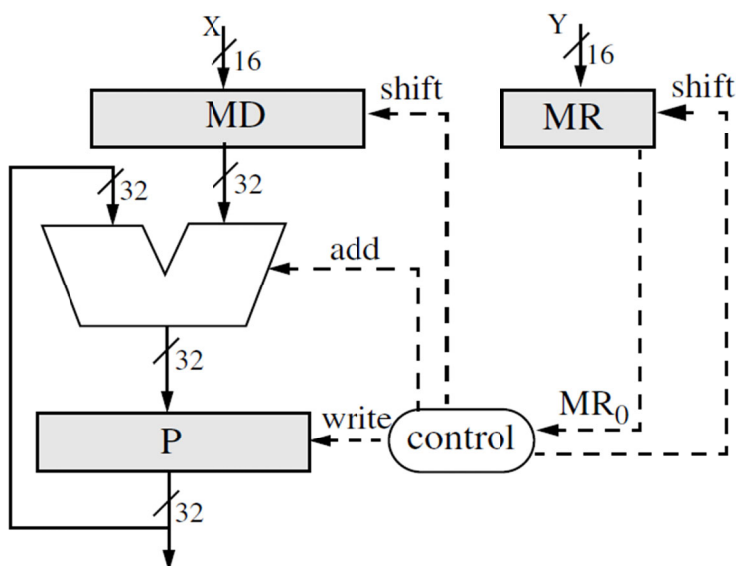 X
Y
16
16
shift
shift
MD
MR
32
32
add
32
MR₀
write
control
P
32